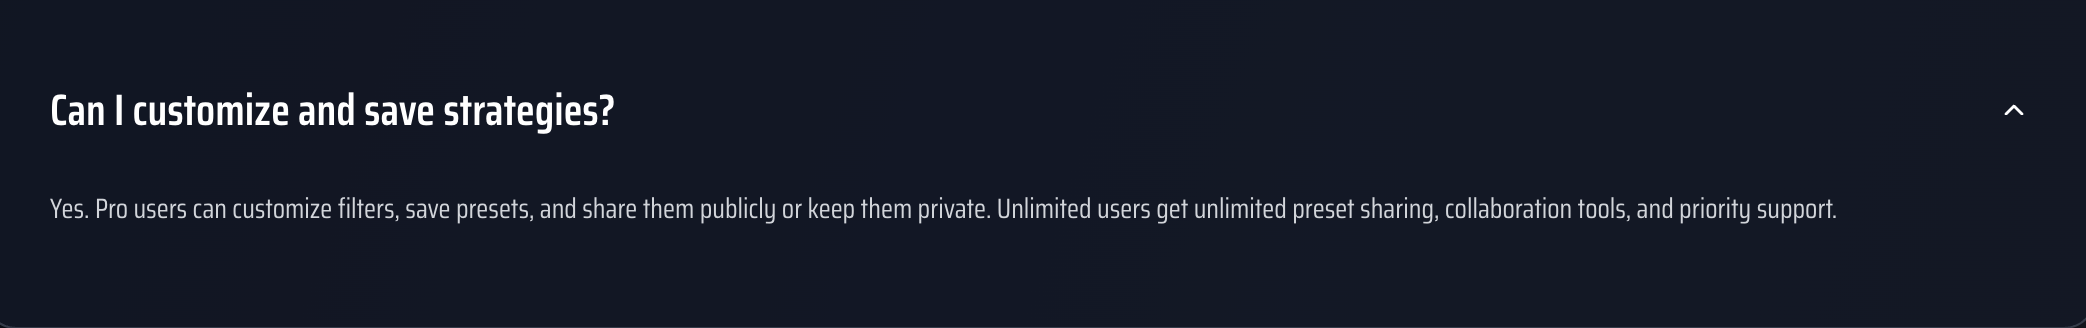 Can I customize and save strategies?
Yes. Pro users can customize filters, save presets, and share them publicly or keep them private. Unlimited users get unlimited preset sharing, collaboration tools, and priority support.